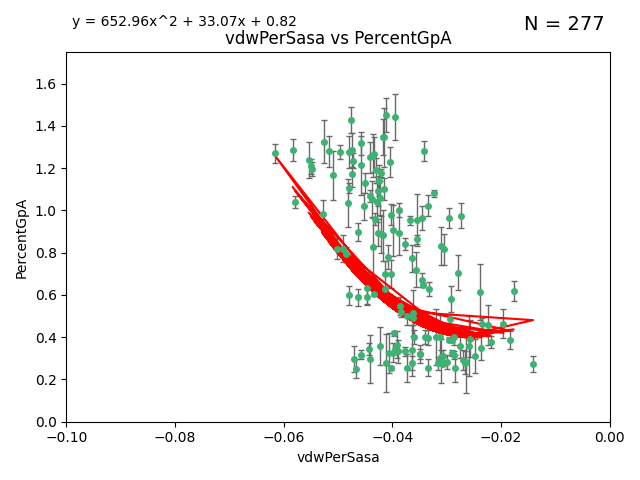 y = 652.96x^2 + 33.07x + 0.82
N = 277
vdwPerSasa vs PercentGpA
PercentGpA
1.6
1.4
1.2
1.0
0.8
0.6
0.4
0.2
0.0
−0.10 −0.08 −0.06 −0.04 −0.02 0.00
vdwPerSasa